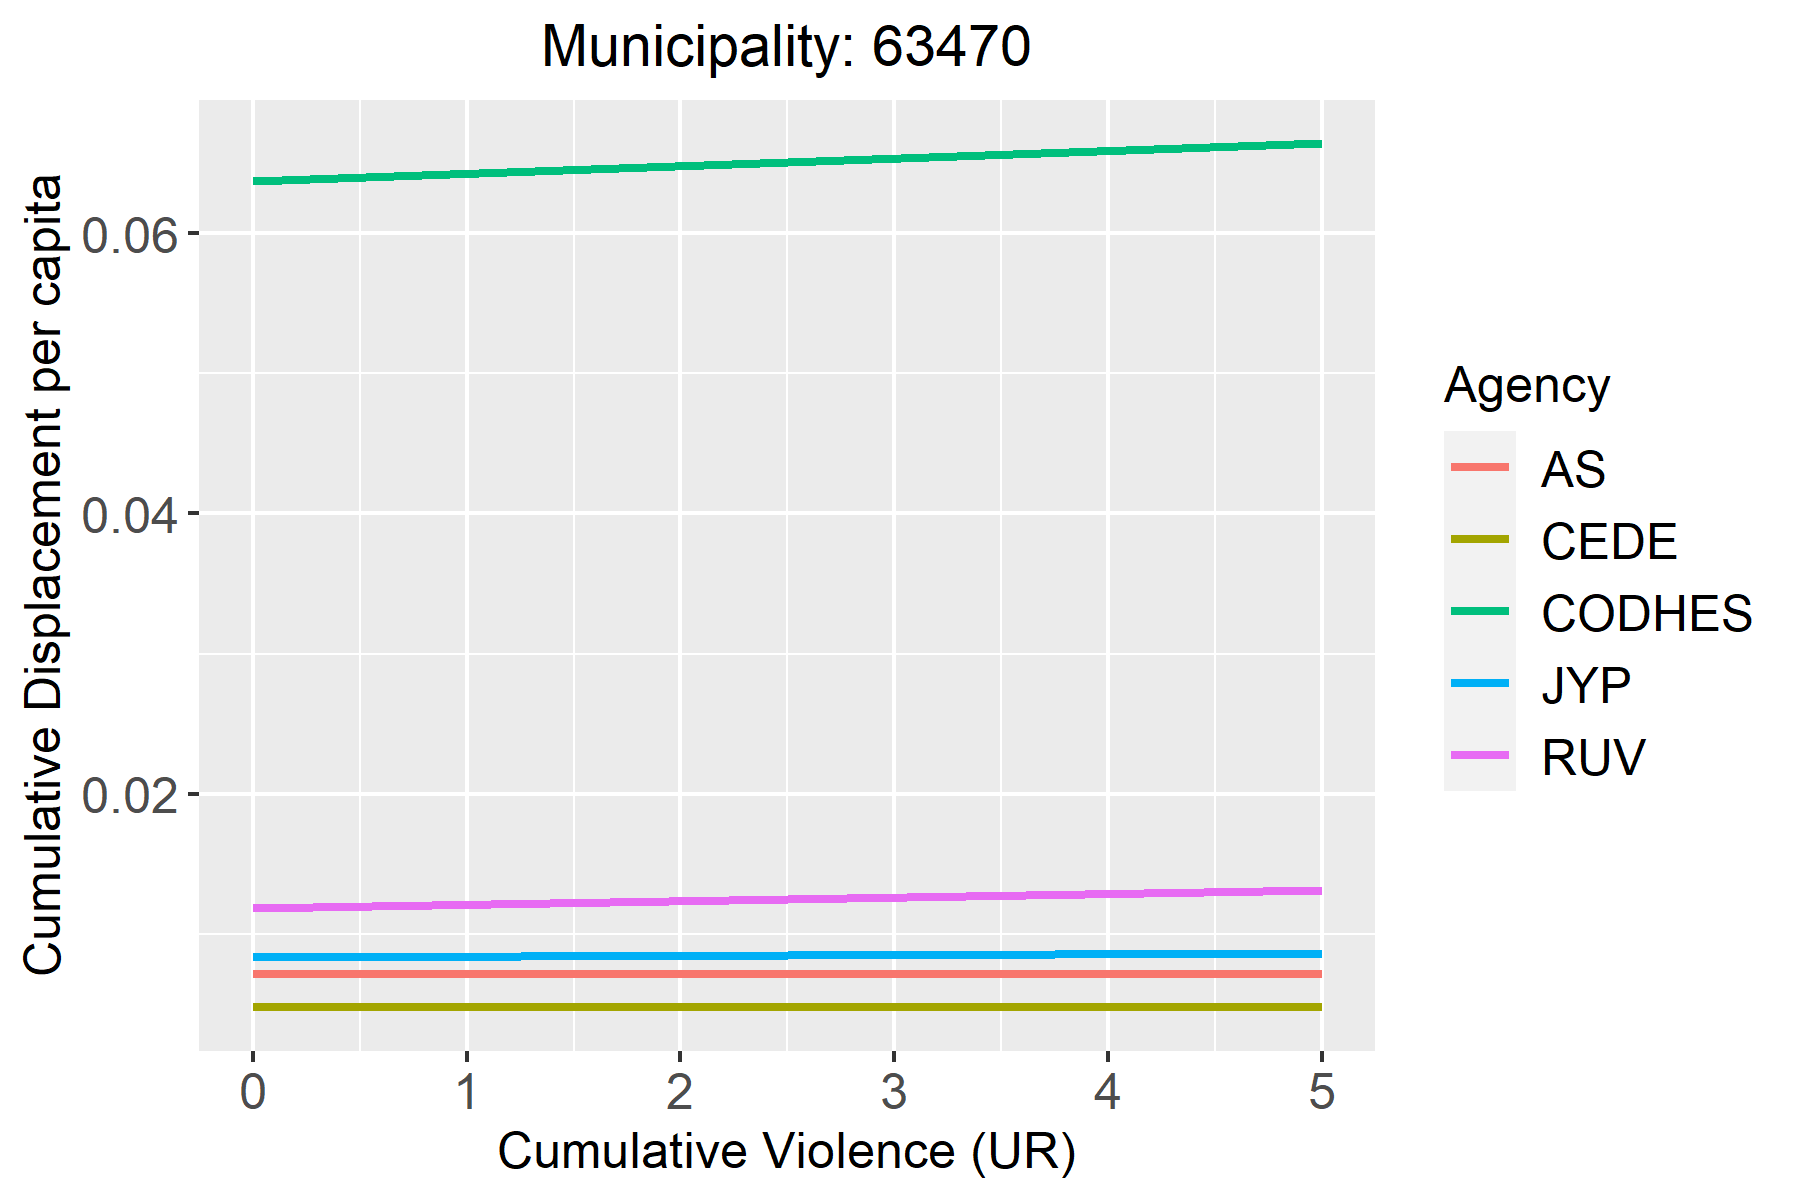 Municipality: 63470
Cumulative Displacement per capita
0.06
0.04
0.02
0 1 2 3 4 5
Cumulative Violence (UR)
Agency
AS
CEDE
CODHES
JYP
RUV